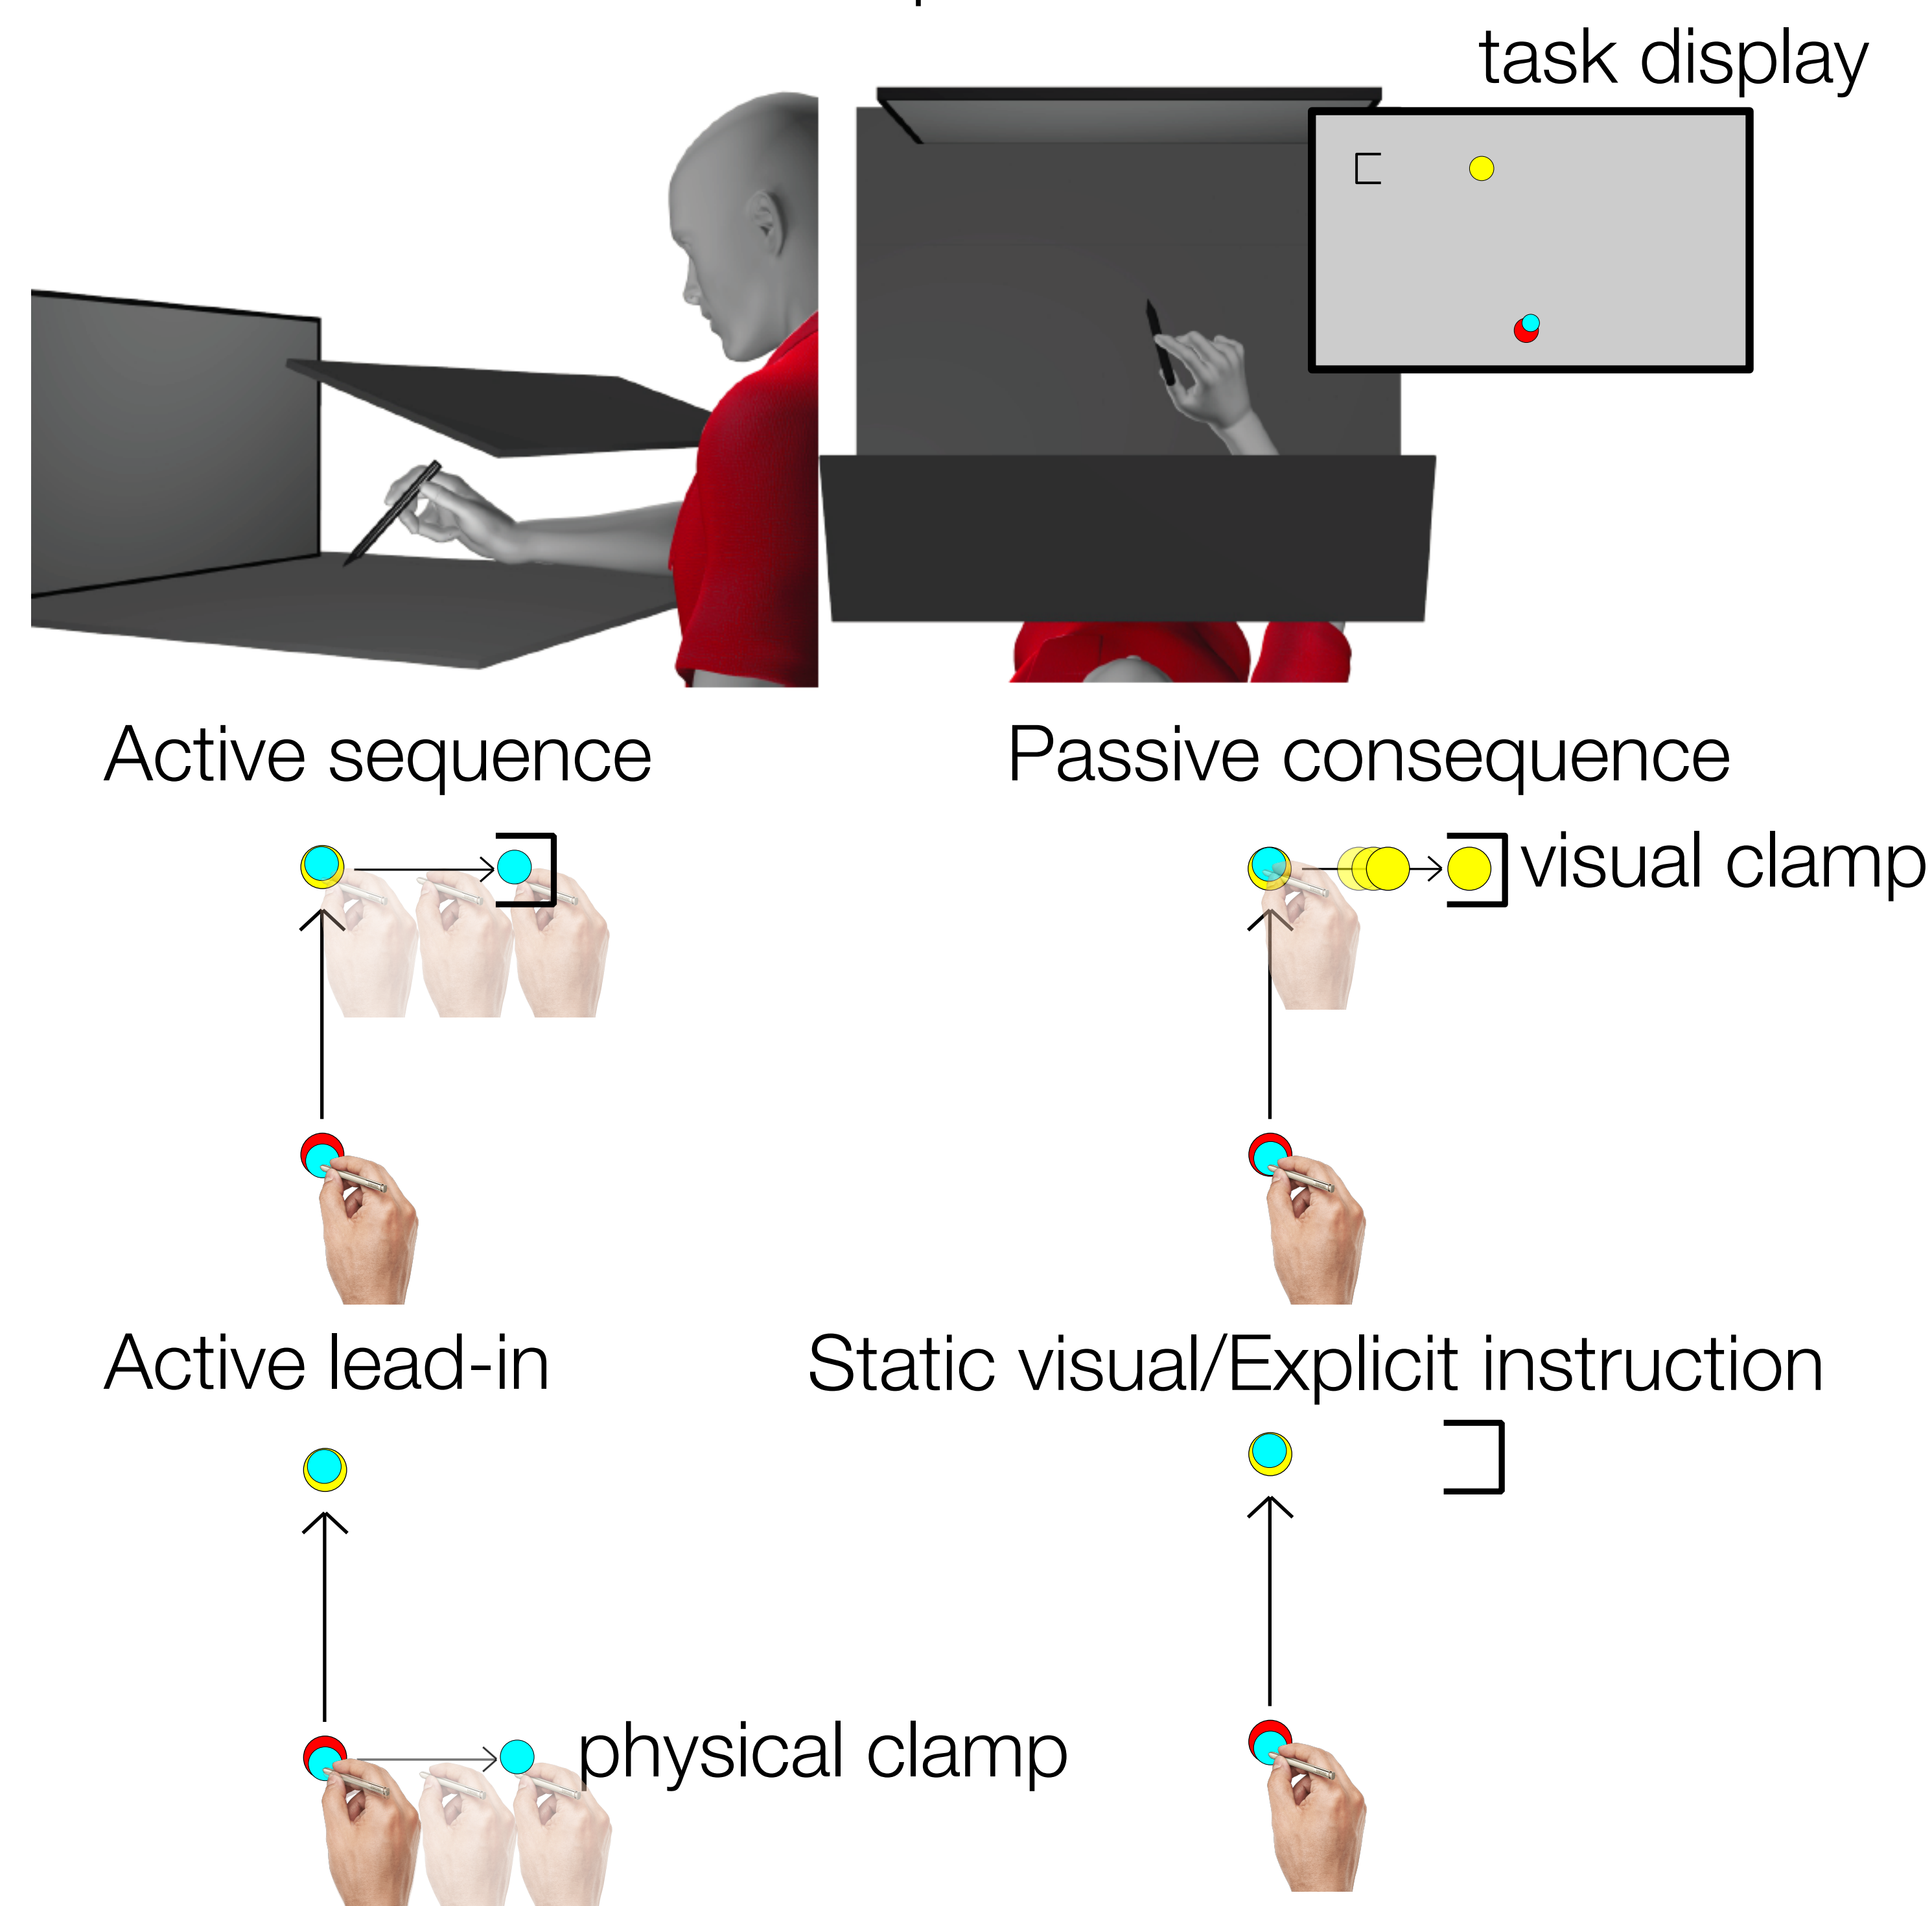 task display
Active sequence
Passive consequence
visual clamp
Active lead-in
Static visual/Explicit instruction
physical clamp